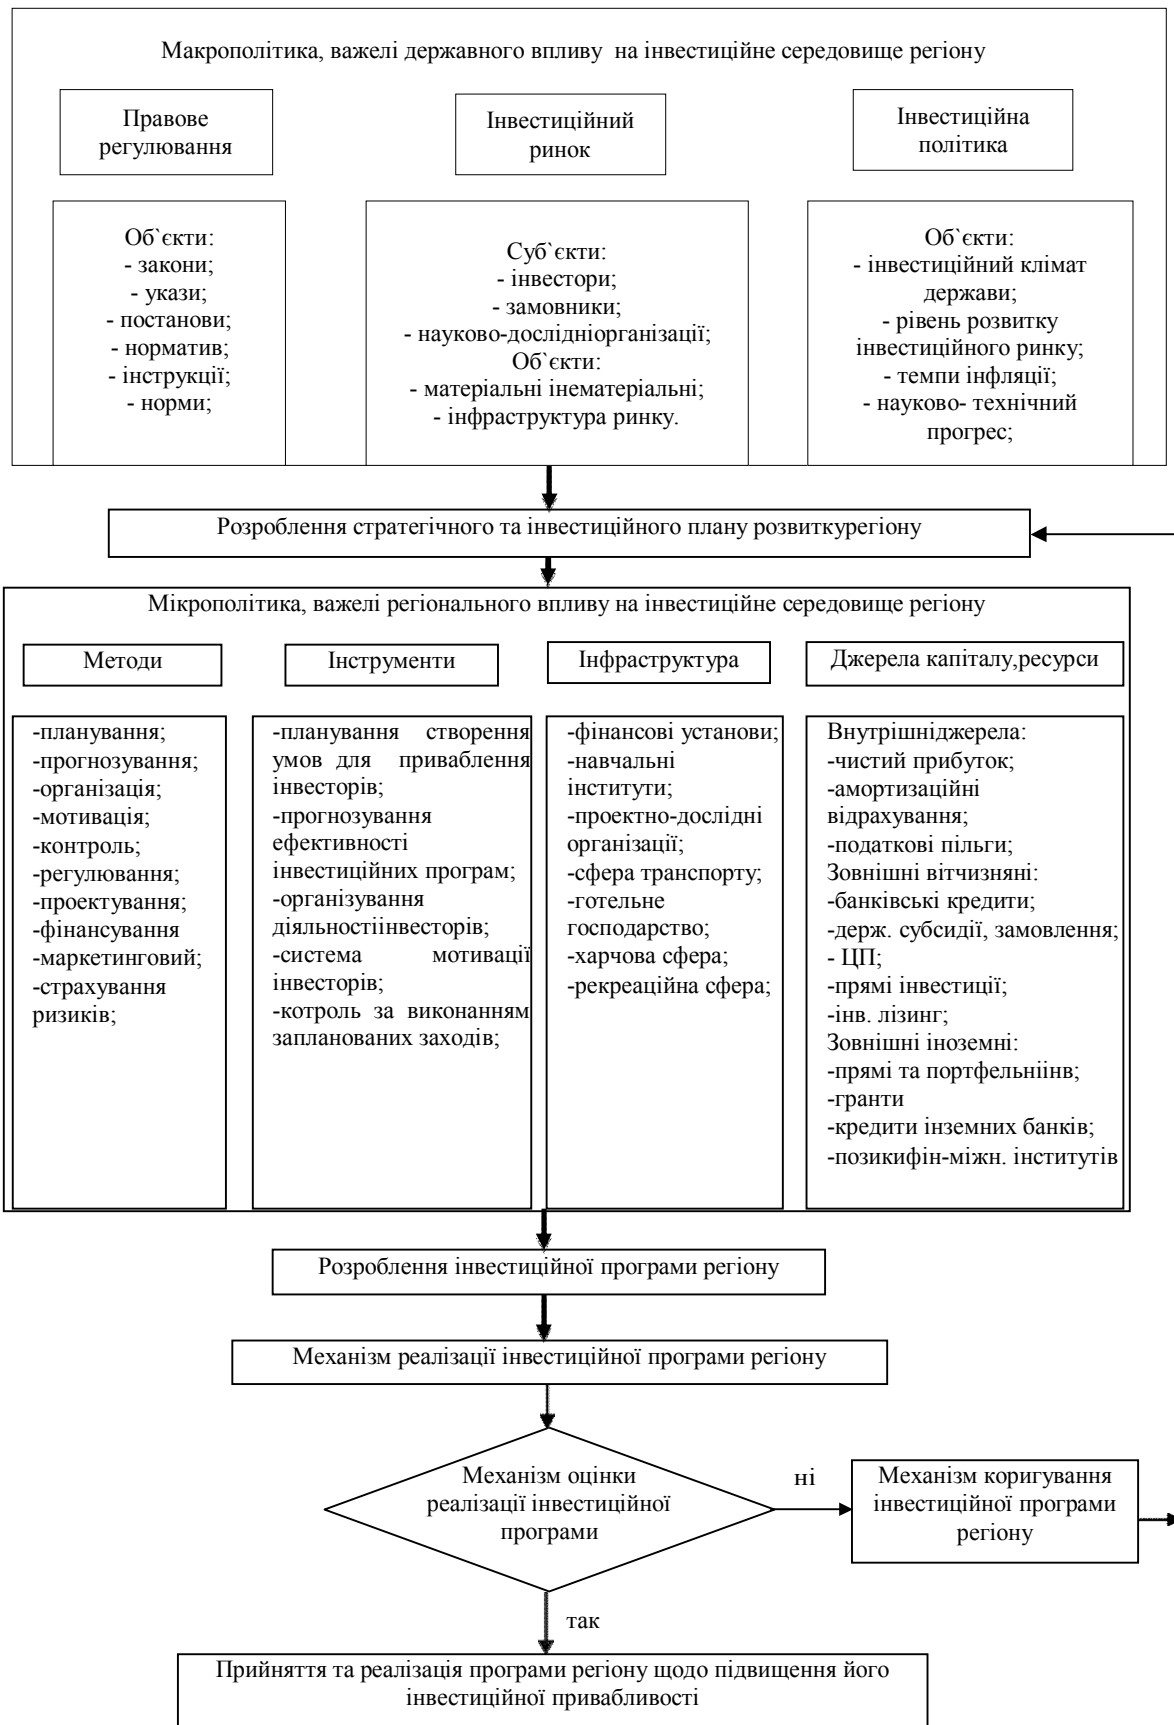 Макрополітика, важелі державного впливу на інвестиційне середовище регіону
Правове
регулювання
Інвестиційний
ринок
Інвестиційна
політика
Об`єкти:
- закони;
- укази;
- постанови;
- норматив;
- інструкції;
- норми;
Суб`єкти:
- інвестори;
- замовники;
- науково-дослідніорганізації;
Об`єкти:
- матеріальні інематеріальні;
- інфраструктура ринку.
Об`єкти:
- інвестиційний клімат
держави;
- рівень розвитку
інвестиційного ринку;
- темпи інфляції;
- науково- технічний
прогрес;
Розроблення стратегічного та інвестиційного плану розвиткурегіону
Мікрополітика, важелі регіонального впливу на інвестиційне середовище регіону
Методи
Інструменти
Інфраструктура
Джерела капіталу,ресурси
-планування;
-прогнозування;
-організація;
-мотивація;
-контроль;
-регулювання;
-проектування;
-фінансування
-маркетинговий;
-страхування
ризиків;
-планування створення
умов для приваблення
інвесторів;
-прогнозування
ефективності
інвестиційних програм;
-організування
діяльностіінвесторів;
-система мотивації
інвесторів;
-котроль за виконанням
запланованих заходів;
-фінансові установи;
-навчальні
інститути;
-проектно-дослідні
організації;
-сфера транспорту;
-готельне
господарство;
-харчова сфера;
-рекреаційна сфера;
Внутрішніджерела:
-чистий прибуток;
-амортизаційні
відрахування;
-податкові пільги;
Зовнішні вітчизняні:
-банківські кредити;
-держ. субсидії, замовлення;
- ЦП;
-прямі інвестиції;
-інв. лізинг;
Зовнішні іноземні:
-прямі та портфельніінв;
-гранти
-кредити інземних банків;
-позикифін-міжн. інститутів
Розроблення інвестиційної програми регіону
Механізм реалізації інвестиційної програми регіону
Механізм оцінки
реалізації інвестиційної
програми
ні
Механізм коригування
інвестиційної програми
регіону
так
Прийняття та реалізація програми регіону щодо підвищення його
інвестиційної привабливості